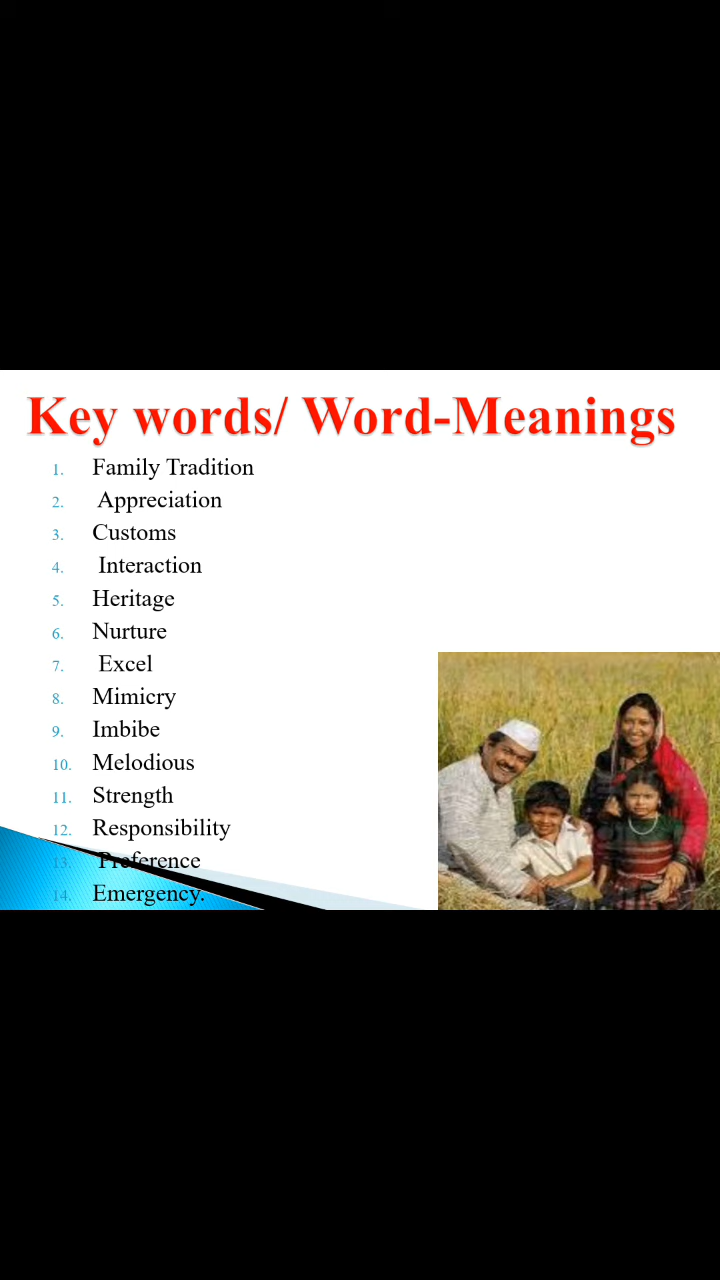 Key words/ Word-Meanings
1. Family Tradition
2. Appreciation
3. Customs
4. Interaction
5. Heritage
6. Nurture
7. Excel
8. Mimicry
9. Imbibe
10. Melodious
11. Strength
12. Responsibility
13. Preference
14. Emergency.